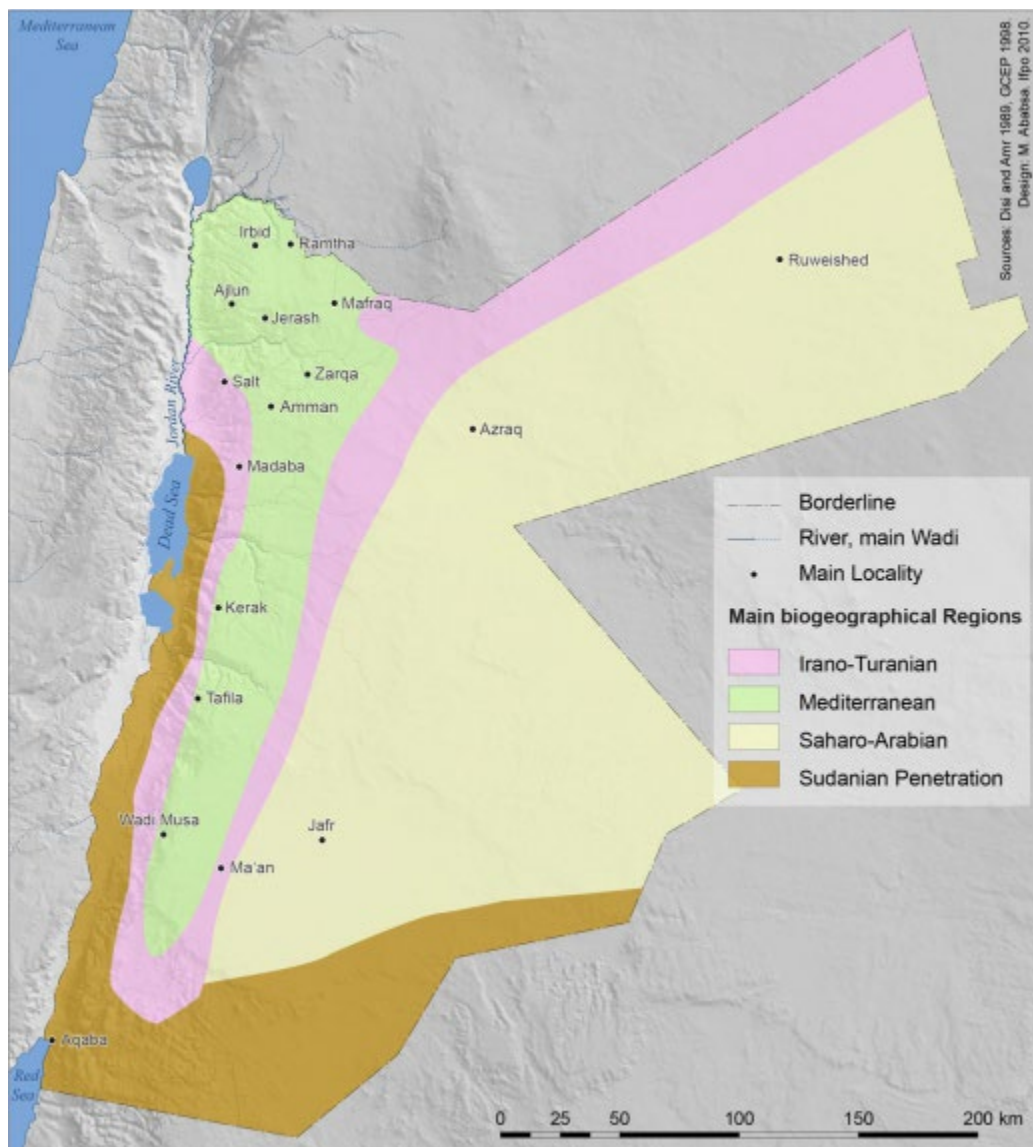 Mediterranean
Sea
Sources: Disi and Amr 1989, GCEP 1998.
Design: M. Ababsa. Ifpo 2010.
Irbid
Ramtha
Ruweished
Ajlun
Mafraq
Jerash
Jordan River
Salt
Zarqa
Amman
Azraq
Madaba
Dead Sea
Borderline
River, main Wadi
Main Locality
Kerak
Main biogeographical Regions
Irano-Turanian
Tafila
Mediterranean
Saharo-Arabian
Sudanian Penetration
Wadi Musa
Jafr
Ma'an
Aqaba
Red
Sea
0 25 50 100 150 200 km